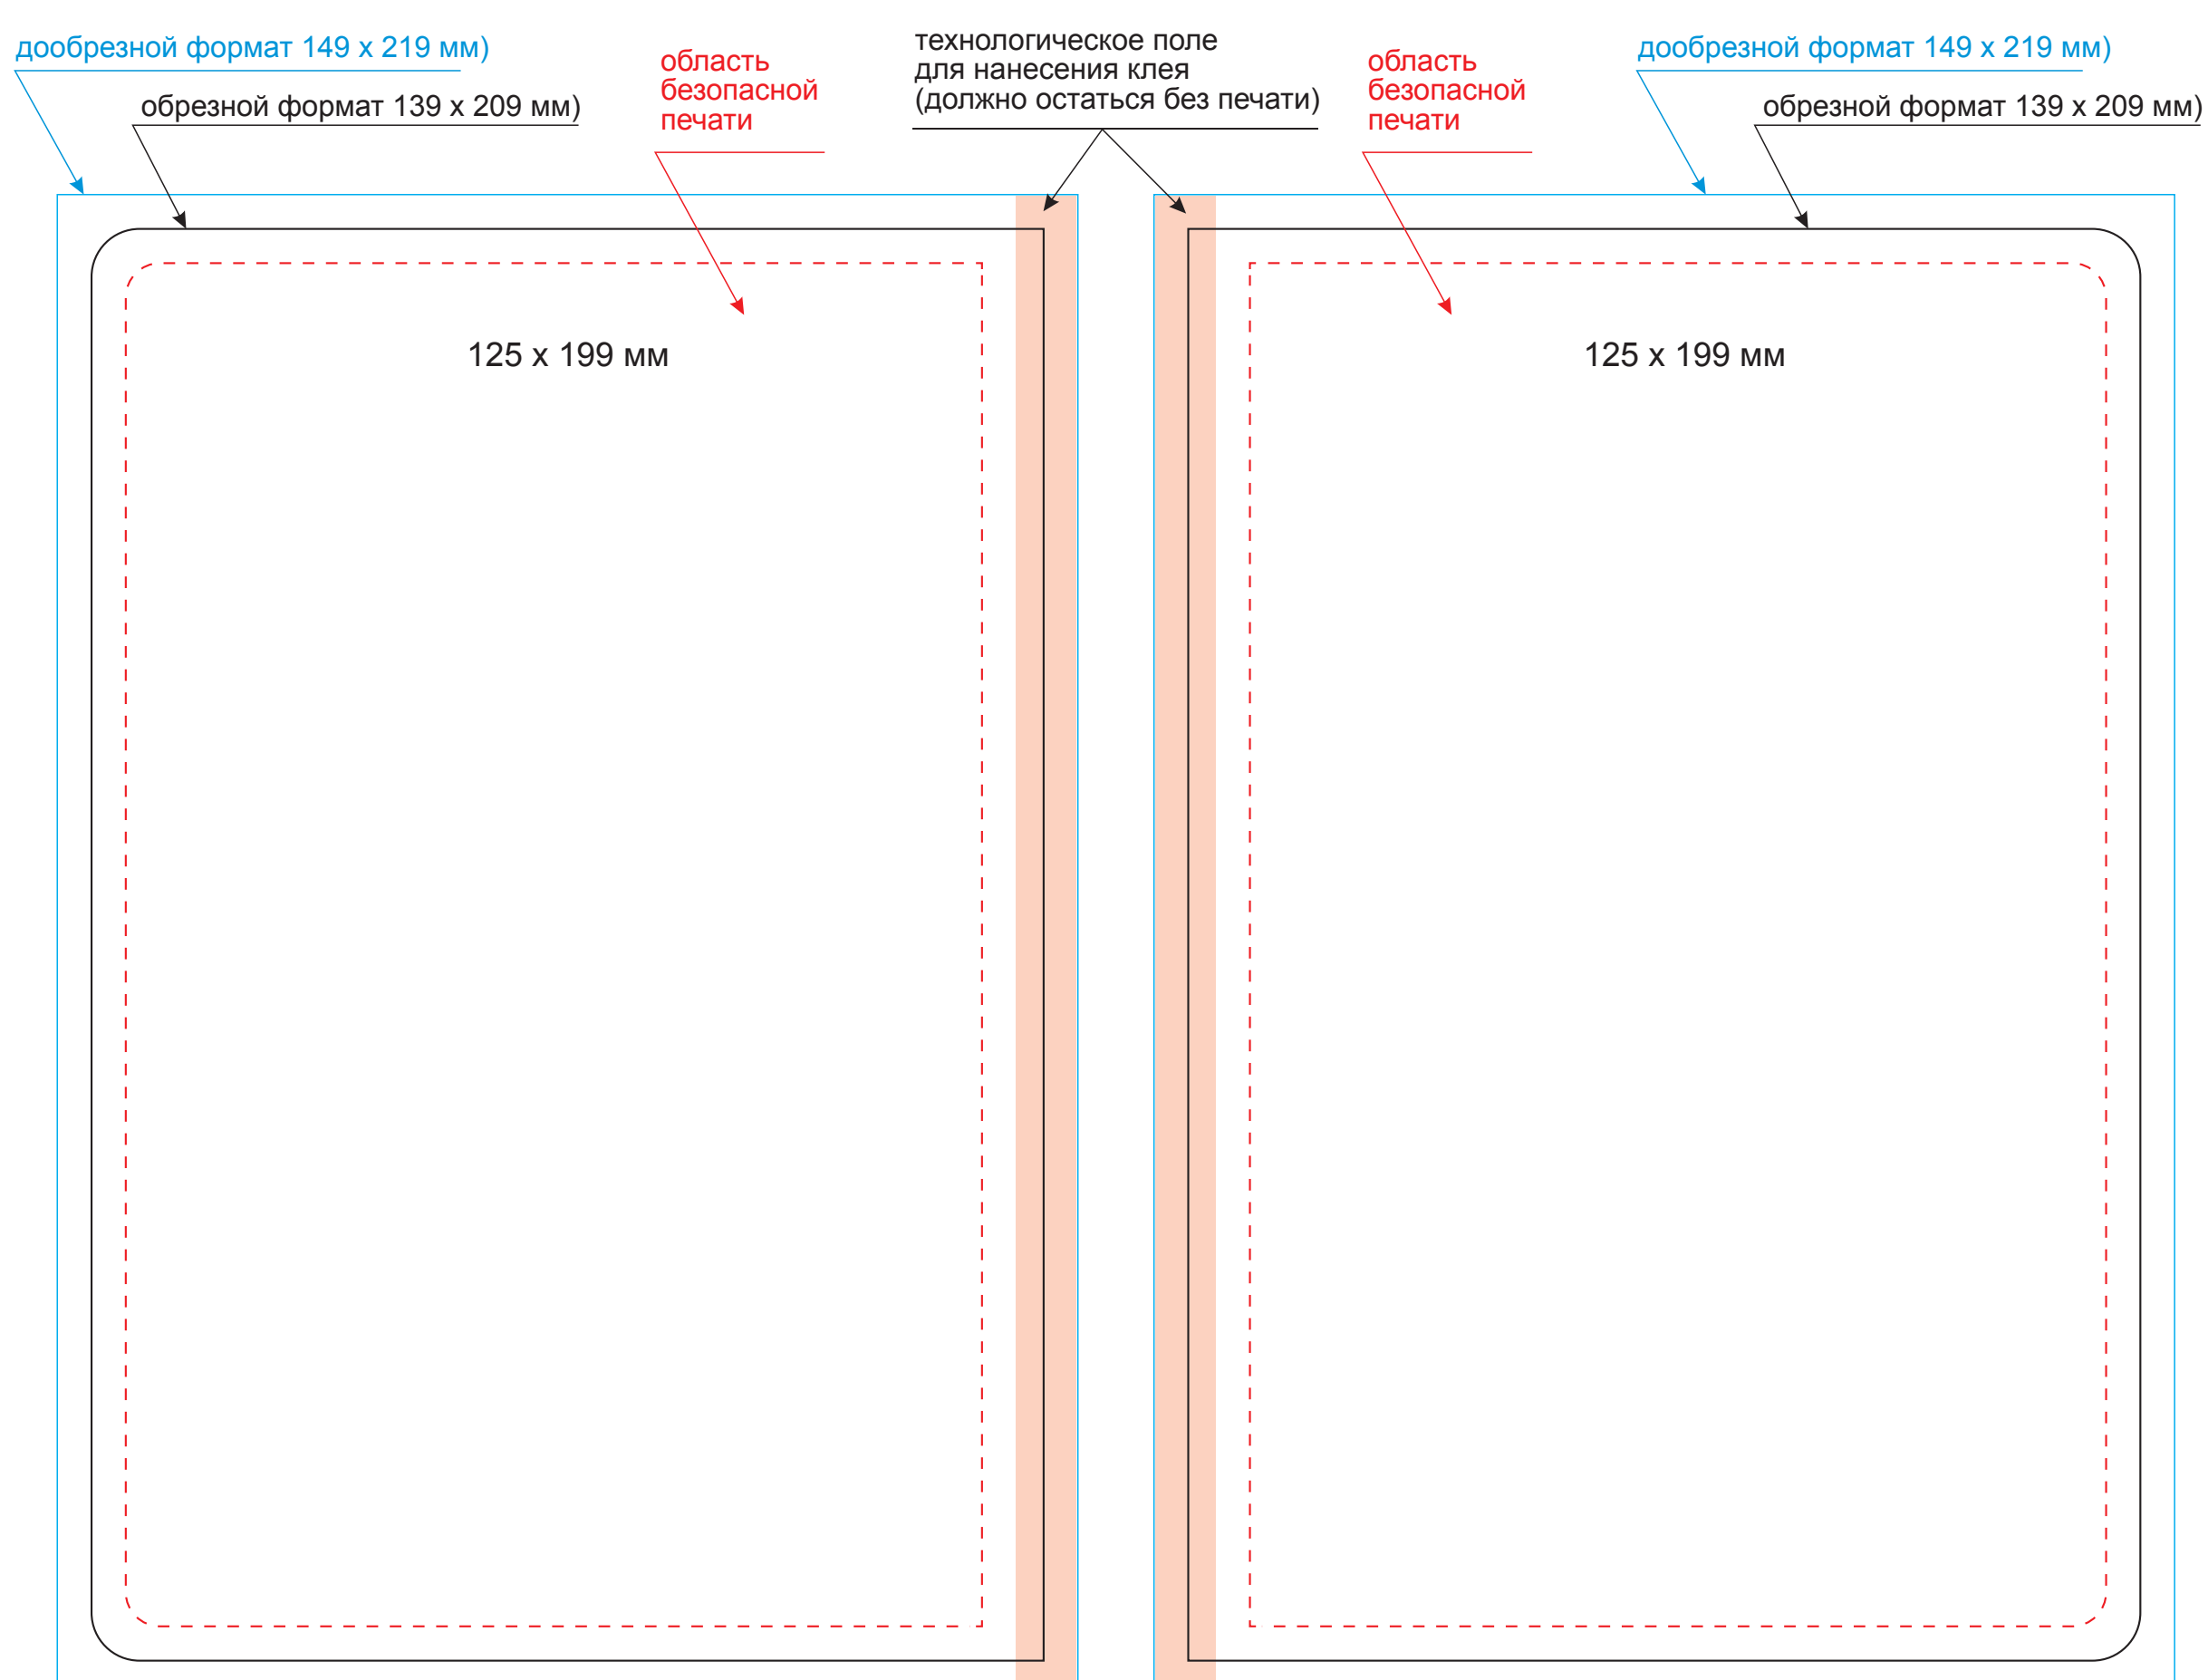 дообрезной формат 149 х 219 мм)
обрезной формат 139 х 209 мм)
область
безопасной
печати
технологическое поле
для нанесения клея
(должно остаться без печати)
область
безопасной
печати
дообрезной формат 149 х 219 мм)
обрезной формат 139 х 209 мм)
125 х 199 мм
125 х 199 мм